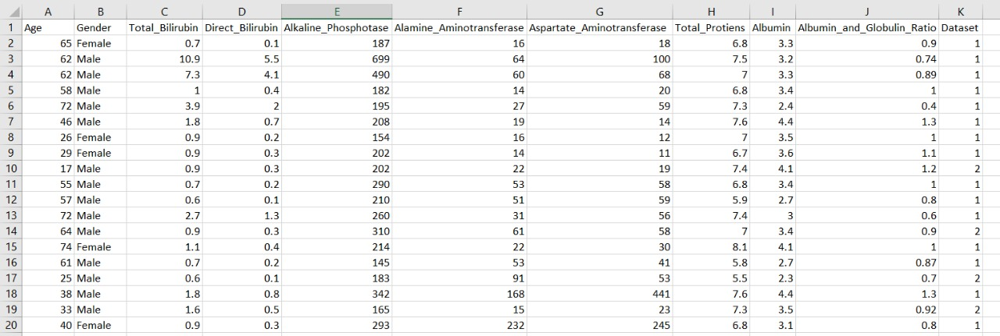 A B C D E F G H I J K
1 Age Gender Total_Bilirubin Direct_Bilirubin Alkaline_Phosphotase Alamine_Aminotransferase Aspartate_Aminotransferase Total_Protiens Albumin Albumin_and_Globulin_Ratio Dataset
2 65 Female 0.7 0.1 187 16 18 6.8 3.3 0.9 1
3 62 Male 10.9 5.5 699 64 100 7.5 3.2 0.74 1
4 62 Male 7.3 4.1 490 60 68 7 3.3 0.89 1
5 58 Male 1 0.4 182 14 20 6.8 3.4 1 1
6 72 Male 3.9 2 195 27 59 7.3 2.4 0.4 1
7 46 Male 1.8 0.7 208 19 14 7.6 4.4 1.3 1
8 26 Female 0.9 0.2 154 16 12 7 3.5 1 1
9 29 Female 0.9 0.3 202 14 11 6.7 3.6 1.1 1
10 17 Male 0.9 0.3 202 22 19 7.4 4.1 1.2 2
11 55 Male 0.7 0.2 290 53 58 6.8 3.4 1 1
12 57 Male 0.6 0.1 210 51 59 5.9 2.7 0.8 1
13 72 Male 2.7 1.3 260 31 56 7.4 3 0.6 1
14 64 Male 0.9 0.3 310 61 58 7 3.4 0.9 2
15 74 Female 1.1 0.4 214 22 30 8.1 4.1 1 1
16 61 Male 0.7 0.2 145 53 41 5.8 2.7 0.87 1
17 25 Male 0.6 0.1 183 91 53 5.5 2.3 0.7 2
18 38 Male 1.8 0.8 342 168 441 7.6 4.4 1.3 1
19 33 Male 1.6 0.5 165 15 23 7.3 3.5 0.92 2
20 40 Female 0.9 0.3 293 232 245 6.8 3.1 0.8 1